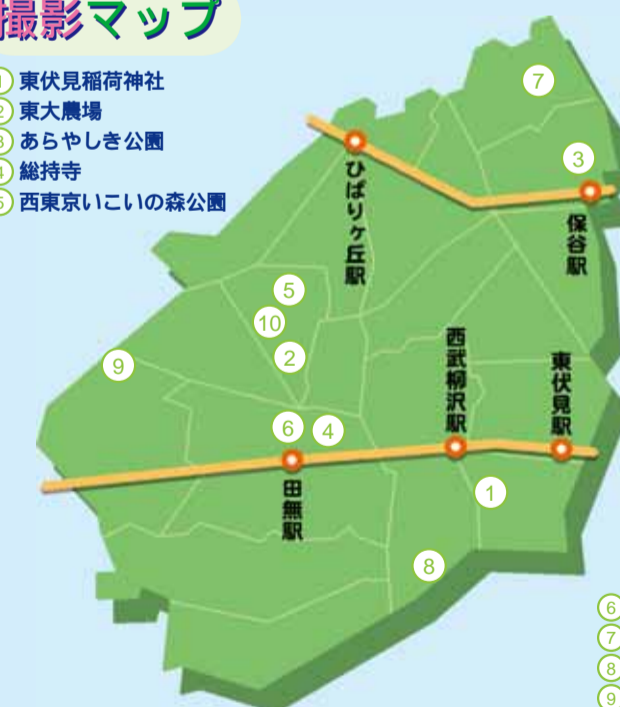 撮影マップ
① 東伏見稲荷神社
② 東大農場
③ あらやしき公園
④ 総持寺
⑤ 西東京いこいの森公園
⑦
③
ひばりヶ丘駅
保谷駅
⑤
⑩
②
⑨
西武柳沢駅
東伏見駅
⑥
④
田無駅
①
⑧
⑥
⑦
⑧
⑨